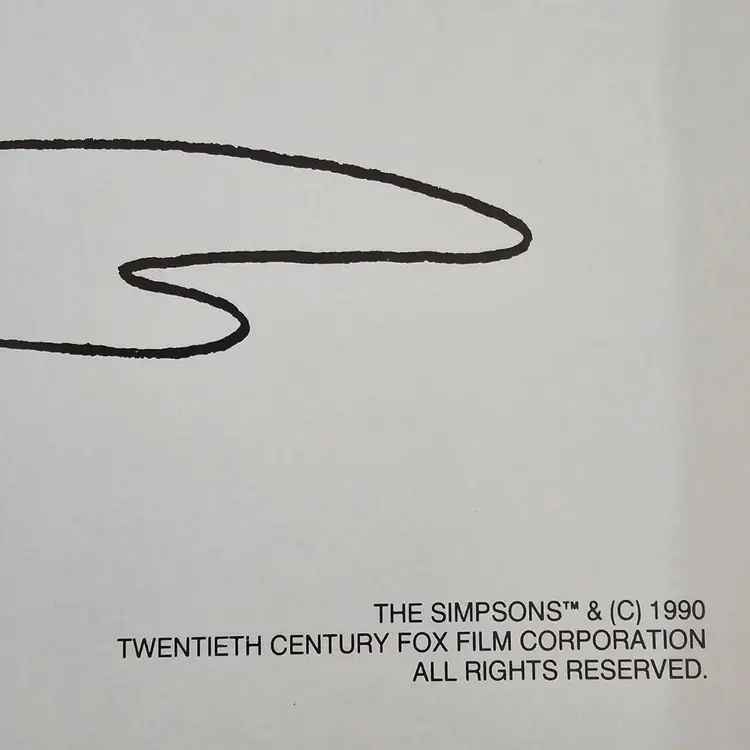 THE SIMPSONS™ & (C) 1990
TWENTIETH CENTURY FOX FILM CORPORATION
ALL RIGHTS RESERVED.